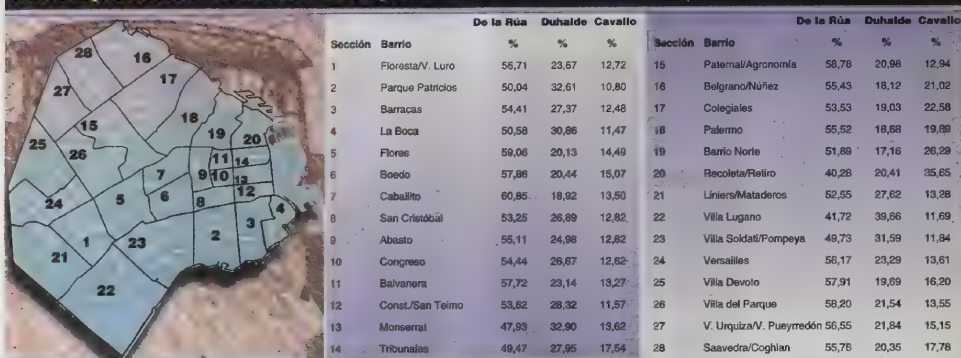 De la Rúa Duhalde Cavallo
Sección Barrio % % %
1 Floresta/V. Luro 56,71 23,67 12,72
2 Parque Patricios 50,04 32,61 10,80
3 Barracas 54,41 27,37 12,48
4 La Boca 50,58 30,86 11,47
5 Flores 59,06 20,13 14,49
6 Boedo 57,86 20,44 15,07
7 Caballito 60,85 18,92 13,50
8 San Cristóbal 53,25 26,89 12,82
9 Abasto 55,11 24,98 12,82
10 Congreso 54,44 26,67 12,62
11 Balvanera 57,72 23,14 13,27
12 Const./San Telmo 53,62 28,32 11,57
13 Monserrat 47,93 32,90 13,62
14 Tribunales 49,47 27,95 17,54
De la Rúa Duhalde Cavallo
Sección Barrio % % %
15 Paternal/Agronomía 58,78 20,98 12,94
16 Belgrano/Núñez 55,43 18,12 21,02
17 Colegiales 53,53 19,03 22,58
18 Palermo 55,52 18,68 19,89
19 Barrio Norte 51,89 17,16 26,29
20 Recoleta/Retiro 40,28 20,41 35,65
21 Liniers/Mataderos 52,55 27,62 13,28
22 Villa Lugano 41,72 39,66 11,69
23 Villa Soldati/Pompeya 49,73 31,59 11,84
24 Versailles 56,17 23,29 13,61
25 Villa Devoto 57,91 19,69 16,20
26 Villa del Parque 58,20 21,54 13,55
27 V. Urquiza/V. Pueyrredón 56,55 21,84 15,15
28 Saavedra/Coghlan 55,76 20,35 17,78
28
16
27
17
15
18
25
26
19
20
11
14
7
9
10
13
24
5
6
8
12
4
1
23
2
3
21
22